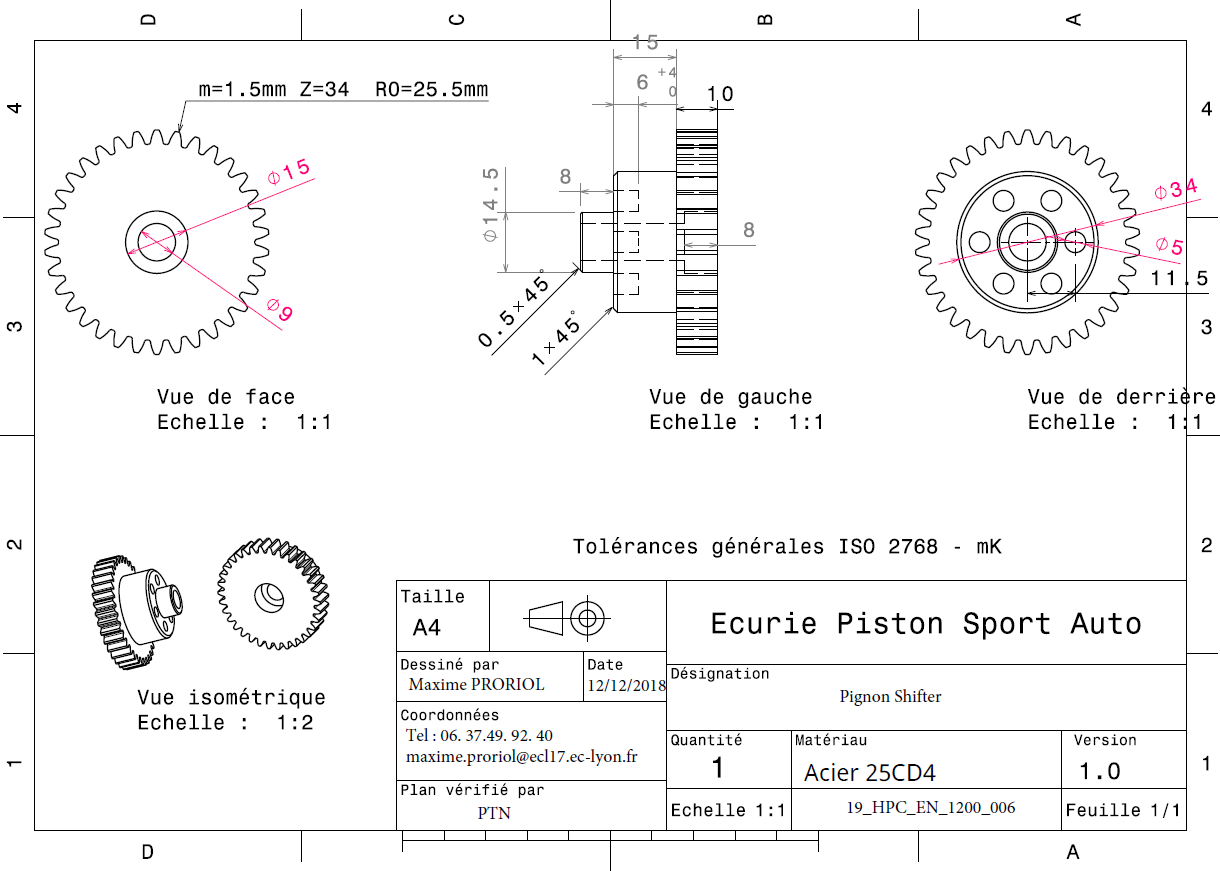 D C B A
4 4
m=1.5mm Z=34 R0=25.5mm
⌀15
⌀9
15
6 +4 0
10
8
⌀14.5
8
0.5×45°
1×45°
⌀34
⌀5
11.5
3 3
Vue de face
Echelle : 1:1
Vue de gauche
Echelle : 1:1
Vue de derrière
Echelle : 1:1
2 2
Vue isométrique
Echelle : 1:2
Tolérances générales ISO 2768 - mK
Taille
A4
Ecurie Piston Sport Auto
Dessiné par
Maxime PRORIOL
Date
12/12/2018
Désignation
Pignon Shifter
Coordonnées
Tel : 06. 37.49. 92. 40
maxime.proriol@ecl17.ec-lyon.fr
Quantité
1
Matériau
Acier 25CD4
Version
1.0
Plan vérifié par
PTN
Echelle 1:1
19_HPC_EN_1200_006
Feuille 1/1
1 1
D A